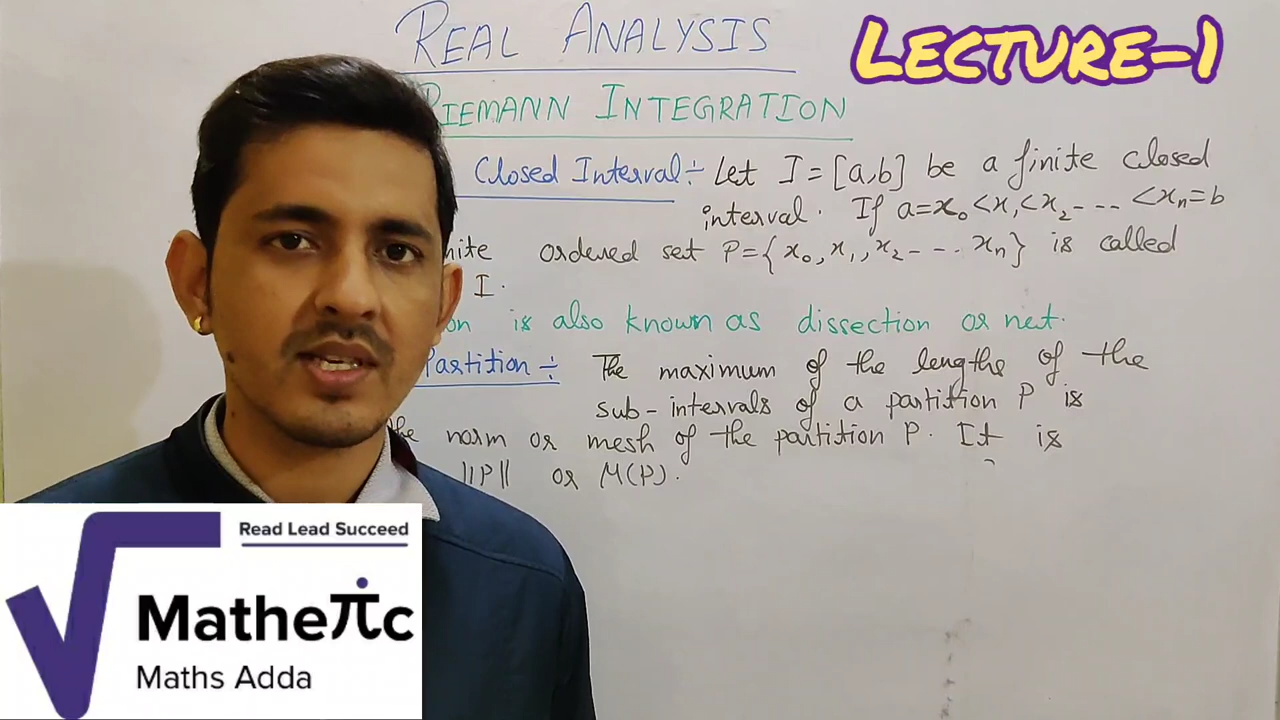 REAL ANALYSIS
LECTURE-1
RIEMANN INTEGRATION
Closed Interval ÷ Let I = [a,b] be a finite closed
interval. If a=x₀<x₁<x₂---- <xₙ=b
ordered set P={x₀,x₁,x₂--... xₙ} is called
I.
is also known as dissection or net.
Partition ÷ The maximum of the lengths of the
sub-intervals of a partition P is
the norm or mesh of the partition P. It is
||P|| or M(P).
Read Lead Succeed
Matheπc
Maths Adda